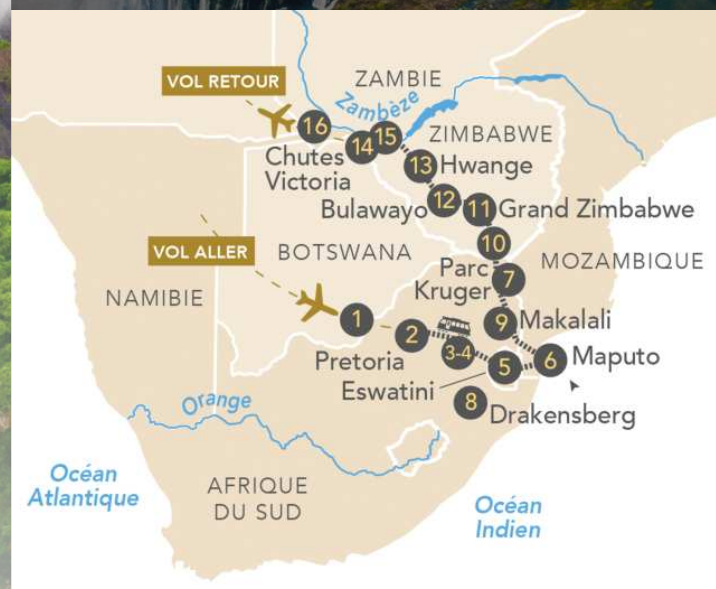 VOL RETOUR
ZAMBIE
Zambèze
16
14
15
ZIMBABWE
Chutes
Victoria
13
Hwange
12
Bulawayo
11
Grand Zimbabwe
10
VOL ALLER
BOTSWANA
MOZAMBIQUE
Parc
Kruger
7
NAMIBIE
1
9
Makalali
2
Pretoria
3-4
5
6
Maputo
Eswatini
8
Drakensberg
Orange
Océan
Atlantique
AFRIQUE
DU SUD
Océan
Indien